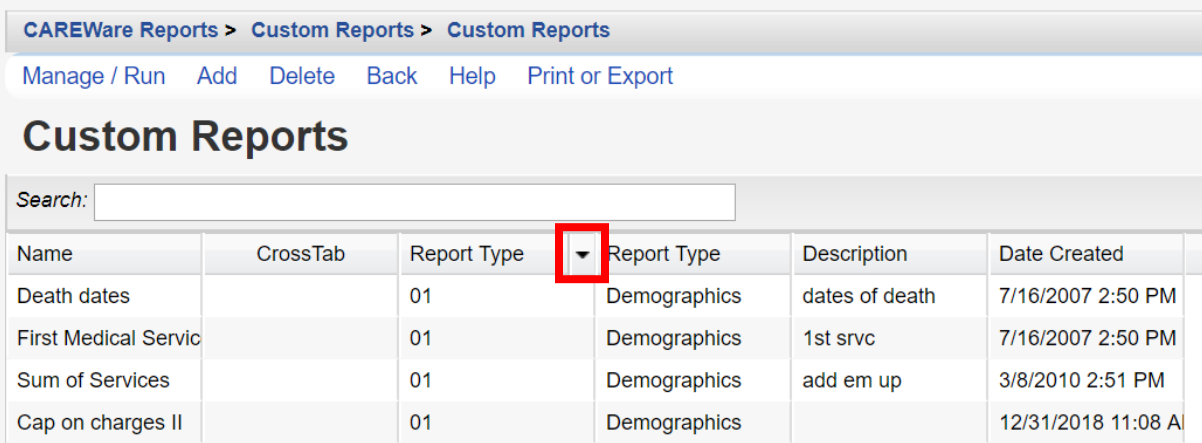 CAREWare Reports > Custom Reports > Custom Reports
Manage / Run Add Delete Back Help Print or Export
Custom Reports
Search:
Name CrossTab Report Type Report Type Description Date Created
Death dates 01 Demographics dates of death 7/16/2007 2:50 PM
First Medical Servic 01 Demographics 1st srvc 7/16/2007 2:50 PM
Sum of Services 01 Demographics add em up 3/8/2010 2:51 PM
Cap on charges II 01 Demographics 12/31/2018 11:08 A